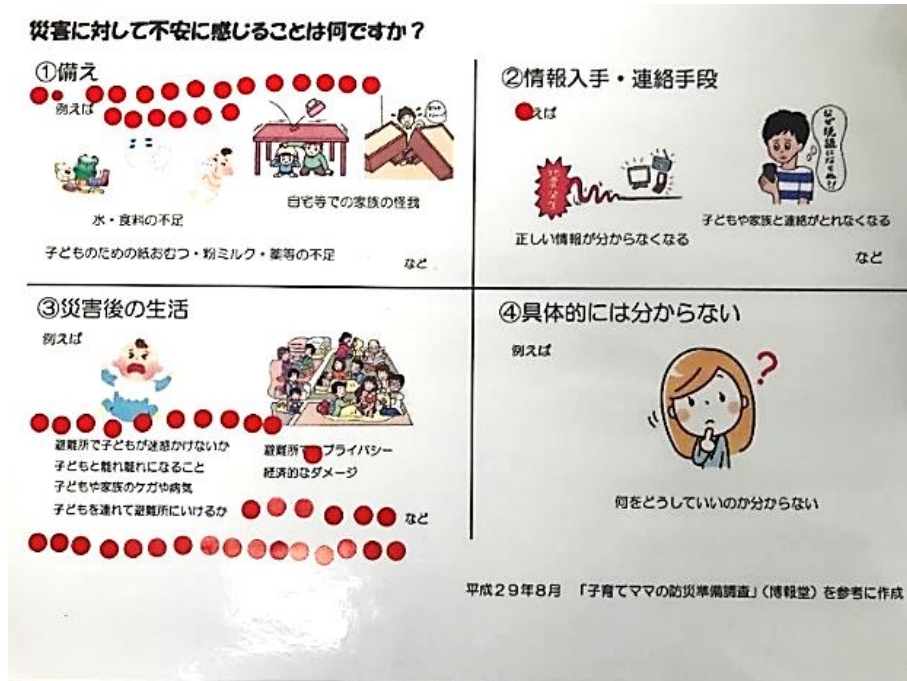 災害に対して不安に感じることは何ですか？
①備え
例えば
水・食料の不足
自宅等での家族の怪我
子どものための紙おむつ・粉ミルク・薬等の不足
など
②情報入手・連絡手段
えば
なぜ既読にならぬ!!
正しい情報が分からなくなる
子どもや家族と連絡がとれなくなる
など
③災害後の生活
例えば
避難所で子どもが迷惑かけないか
子どもと離れ離れになること
子どもや家族のケガや病気
子どもを連れて避難所にいけるか
避難所で プライバシー
経済的なダメージ
など
④具体的には分からない
例えば
?
何をどうしていいのか分からない
平成29年8月 「子育てママの防災準備調査」（博報堂）を参考に作成